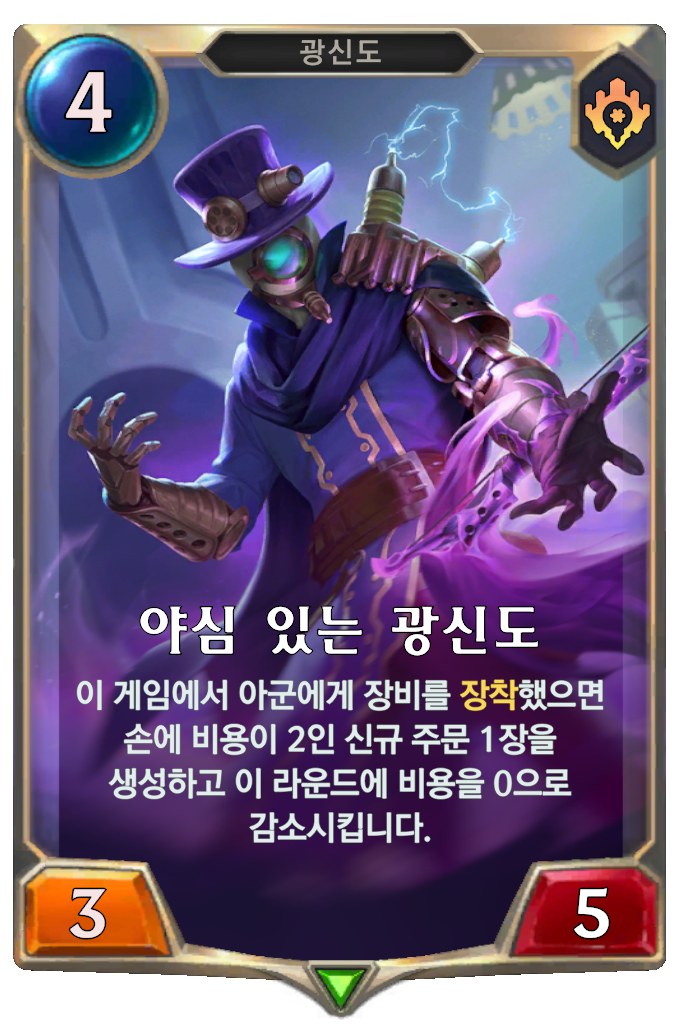 광신도
4
야심 있는 광신도
이 게임에서 아군에게 장비를 장착했으면
손에 비용이 2인 신규 주문 1장을
생성하고 이 라운드에 비용을 0으로
감소시킵니다.
3
5